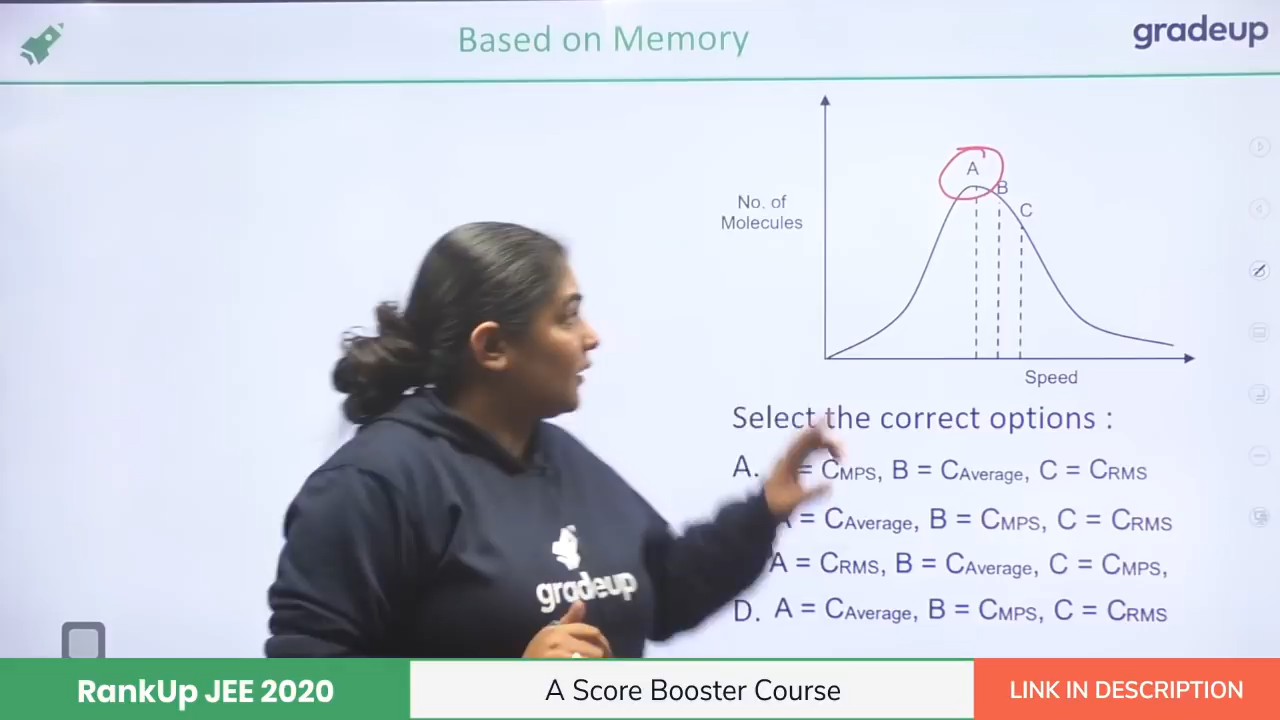 Based on Memory
gradeup
A
B
C
No. of
Molecules
Speed
Select the correct options :
A. = CMPS, B = CAverage, C = CRMS
= CAverage, B = CMPS, C = CRMS
A = CRMS, B = CAverage, C = CMPS,
D. A = CAverage, B = CMPS, C = CRMS
gradeup
RankUp JEE 2020
A Score Booster Course
LINK IN DESCRIPTION